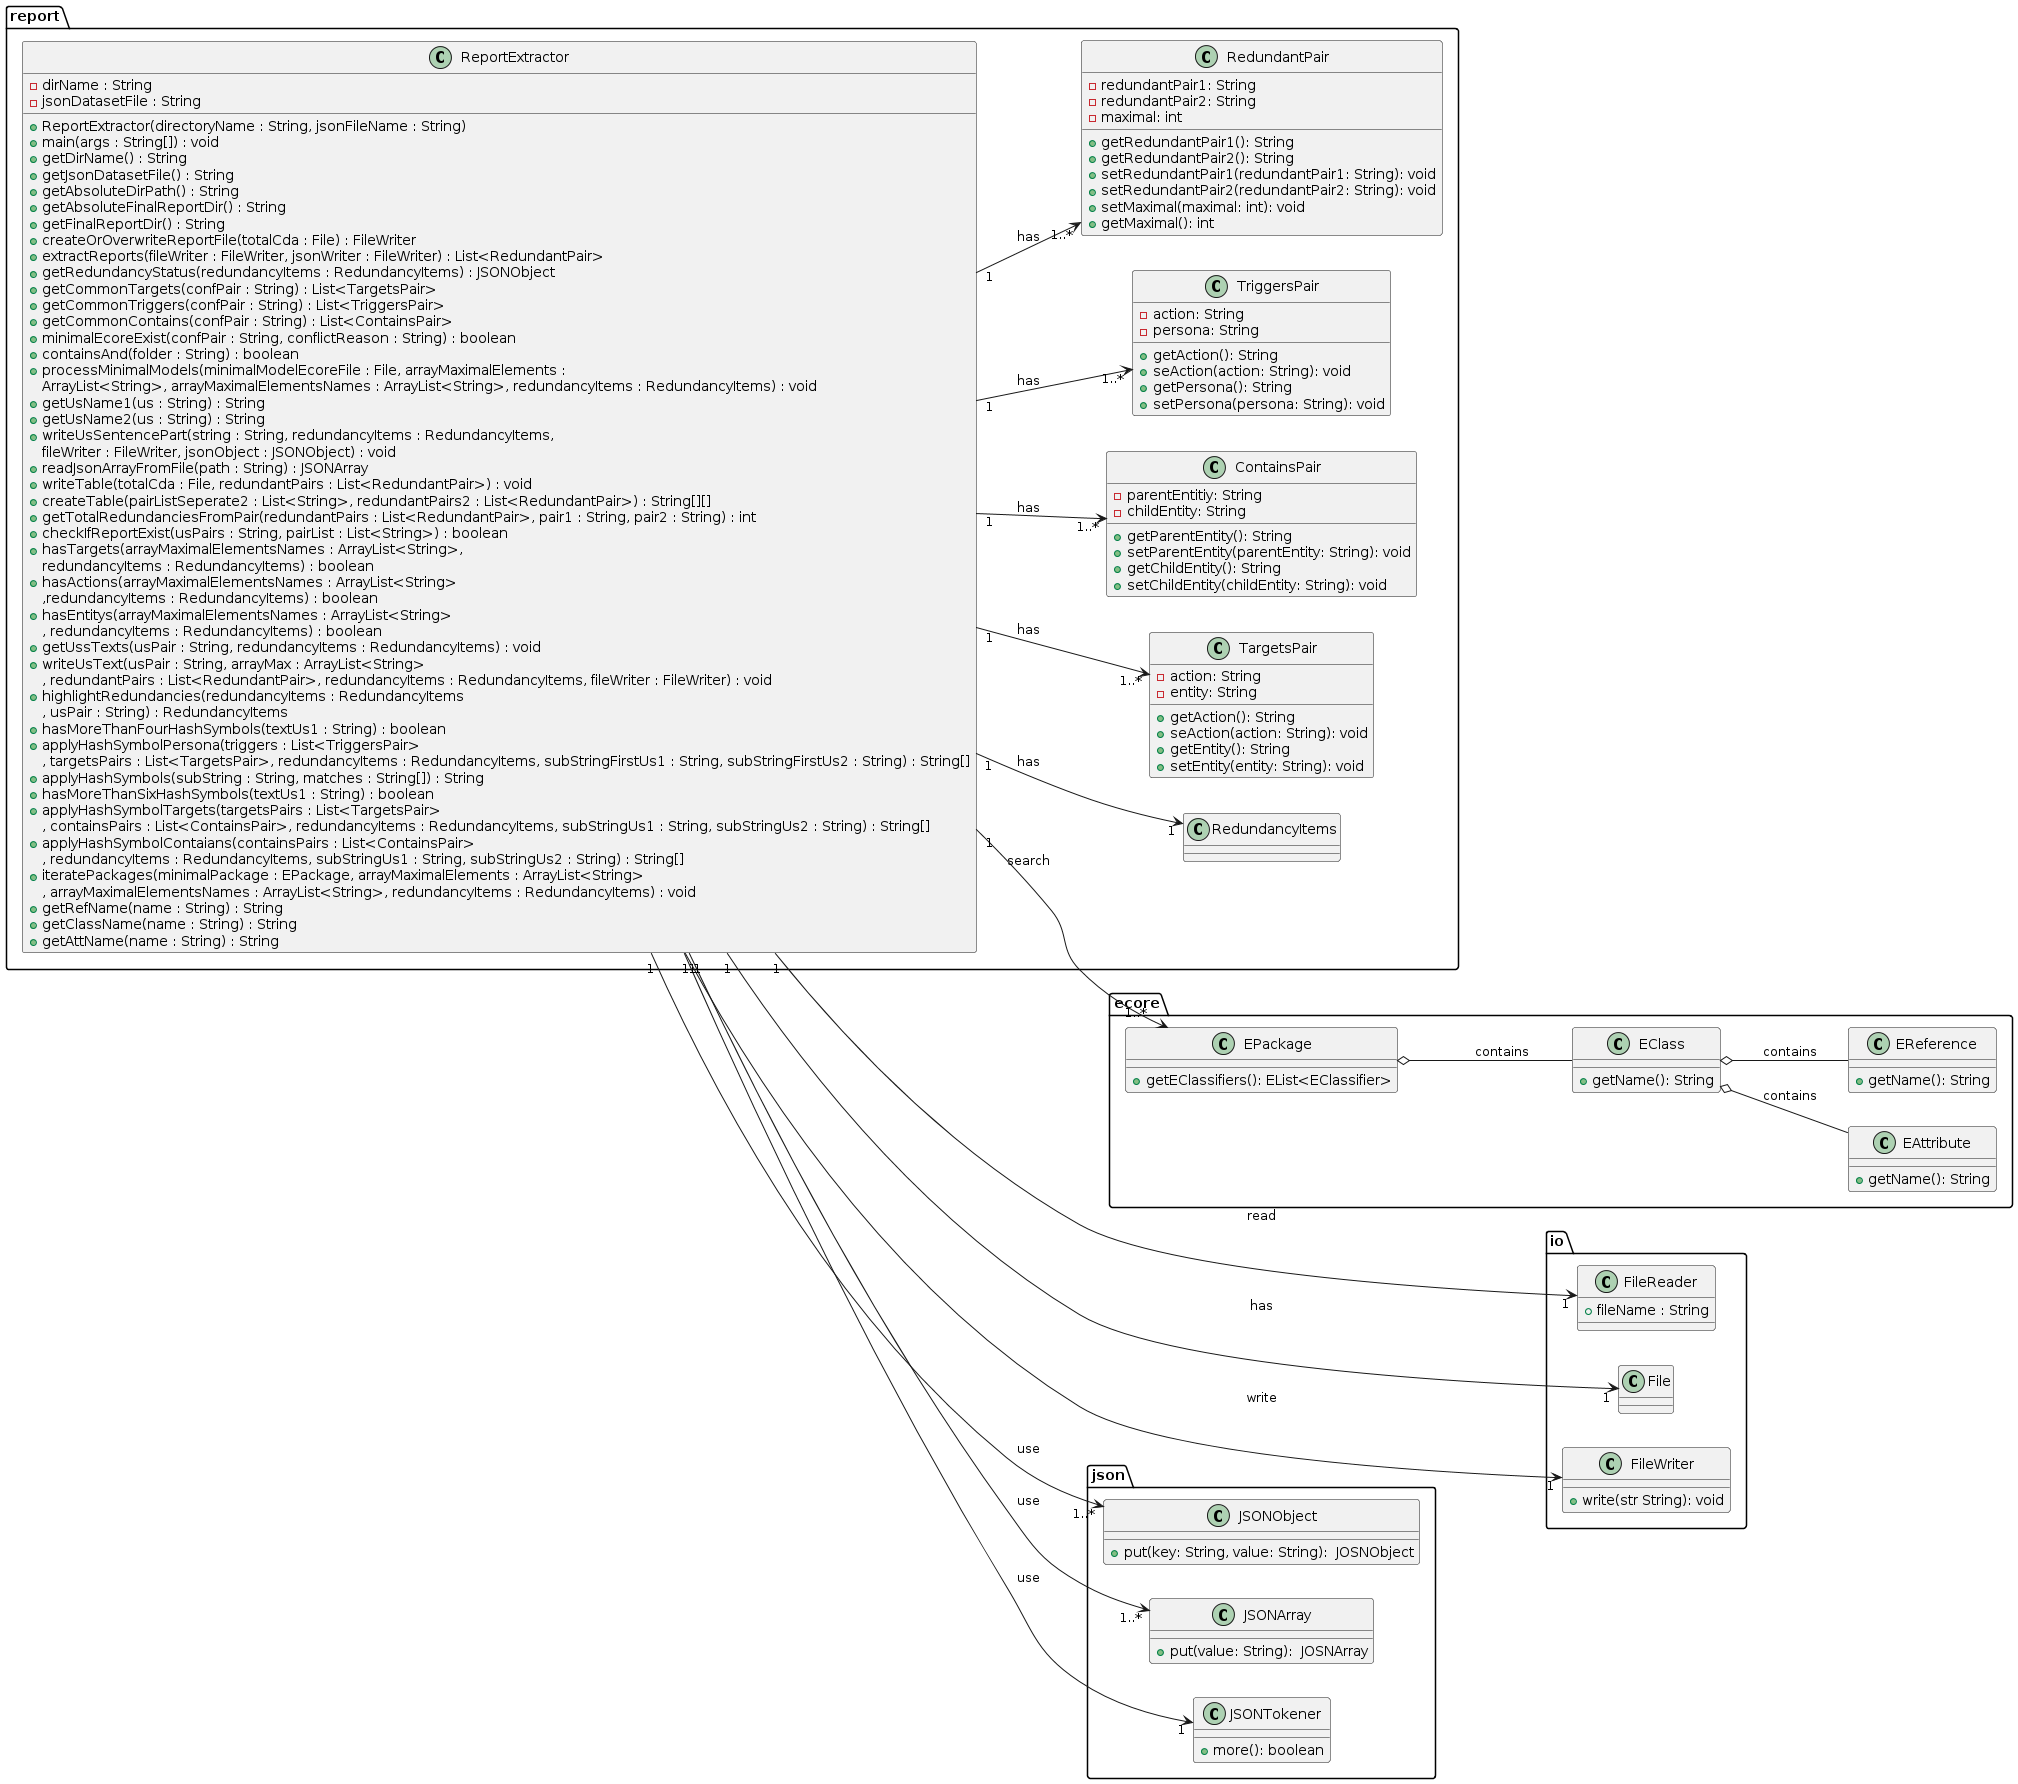 report
ReportExtractor
dirName : String
jsonDatasetFile : String
ReportExtractor(directoryName : String, jsonFileName : String)
main(args : String[]) : void
getDirName() : String
getJsonDatasetFile() : String
getAbsoluteDirPath() : String
getAbsoluteFinalReportDir() : String
getFinalReportDir() : String
createOrOverwriteReportFile(totalCda : File) : FileWriter
extractReports(fileWriter : FileWriter, jsonWriter : FileWriter) : List<RedundantPair>
getRedundancyStatus(redundancyItems : RedundancyItems) : JSONObject
getCommonTargets(confPair : String) : List<TargetsPair>
getCommonTriggers(confPair : String) : List<TriggersPair>
getCommonContains(confPair : String) : List<ContainsPair>
minimalEcoreExist(confPair : String, conflictReason : String) : boolean
containsAnd(folder : String) : boolean
processMinimalModels(minimalModelEcoreFile : File, arrayMaximalElements :
ArrayList<String>, arrayMaximalElementsNames : ArrayList<String>, redundancyItems : RedundancyItems) : void
getUsName1(us : String) : String
getUsName2(us : String) : String
writeUsSentencePart(string : String, redundancyItems : RedundancyItems,
fileWriter : FileWriter, jsonObject : JSONObject) : void
readJsonArrayFromFile(path : String) : JSONArray
writeTable(totalCda : File, redundantPairs : List<RedundantPair>) : void
createTable(pairListSeperate2 : List<String>, redundantPairs2 : List<RedundantPair>) : String[][]
getTotalRedundanciesFromPair(redundantPairs : List<RedundantPair>, pair1 : String, pair2 : String) : int
checkIfReportExist(usPairs : String, pairList : List<String>) : boolean
hasTargets(arrayMaximalElementsNames : ArrayList<String>,
redundancyItems : RedundancyItems) : boolean
hasActions(arrayMaximalElementsNames : ArrayList<String>
,redundancyItems : RedundancyItems) : boolean
hasEntitys(arrayMaximalElementsNames : ArrayList<String>
, redundancyItems : RedundancyItems) : boolean
getUssTexts(usPair : String, redundancyItems : RedundancyItems) : void
writeUsText(usPair : String, arrayMax : ArrayList<String>
, redundantPairs : List<RedundantPair>, redundancyItems : RedundancyItems, fileWriter : FileWriter) : void
highlightRedundancies(redundancyItems : RedundancyItems
, usPair : String) : RedundancyItems
hasMoreThanFourHashSymbols(textUs1 : String) : boolean
applyHashSymbolPersona(triggers : List<TriggersPair>
, targetsPairs : List<TargetsPair>, redundancyItems : RedundancyItems, subStringFirstUs1 : String, subStringFirstUs2 : String) : String[]
applyHashSymbols(subString : String, matches : String[]) : String
hasMoreThanSixHashSymbols(textUs1 : String) : boolean
applyHashSymbolTargets(targetsPairs : List<TargetsPair>
, containsPairs : List<ContainsPair>, redundancyItems : RedundancyItems, subStringUs1 : String, subStringUs2 : String) : String[]
applyHashSymbolContaians(containsPairs : List<ContainsPair>
, redundancyItems : RedundancyItems, subStringUs1 : String, subStringUs2 : String) : String[]
iteratePackages(minimalPackage : EPackage, arrayMaximalElements : ArrayList<String>
, arrayMaximalElementsNames : ArrayList<String>, redundancyItems : RedundancyItems) : void
getRefName(name : String) : String
getClassName(name : String) : String
getAttName(name : String) : String
RedundantPair
redundantPair1: String
redundantPair2: String
maximal: int
getRedundantPair1(): String
getRedundantPair2(): String
setRedundantPair1(redundantPair1: String): void
setRedundantPair2(redundantPair2: String): void
setMaximal(maximal: int): void
getMaximal(): int
has
1
1..*
TriggersPair
action: String
persona: String
getAction(): String
seAction(action: String): void
getPersona(): String
setPersona(persona: String): void
has
1
1..*
ContainsPair
parentEntitiy: String
childEntity: String
getParentEntity(): String
setParentEntity(parentEntity: String): void
getChildEntity(): String
setChildEntity(childEntity: String): void
has
1
1..*
TargetsPair
action: String
entity: String
getAction(): String
seAction(action: String): void
getEntity(): String
setEntity(entity: String): void
has
1
1..*
RedundancyItems
has
1
1
search
1
1..*
ecore
EPackage
getEClassifiers(): EList<EClassifier>
contains
EClass
getName(): String
contains
EReference
getName(): String
contains
EAttribute
getName(): String
1
1
1
1
1
read
io
FileReader
fileName : String
1
has
File
1
write
FileWriter
write(str String): void
1
use
json
JSONObject
put(key: String, value: String):  JOSNObject
1..*
use
JSONArray
put(value: String):  JOSNArray
1..*
use
JSONTokener
more(): boolean
1